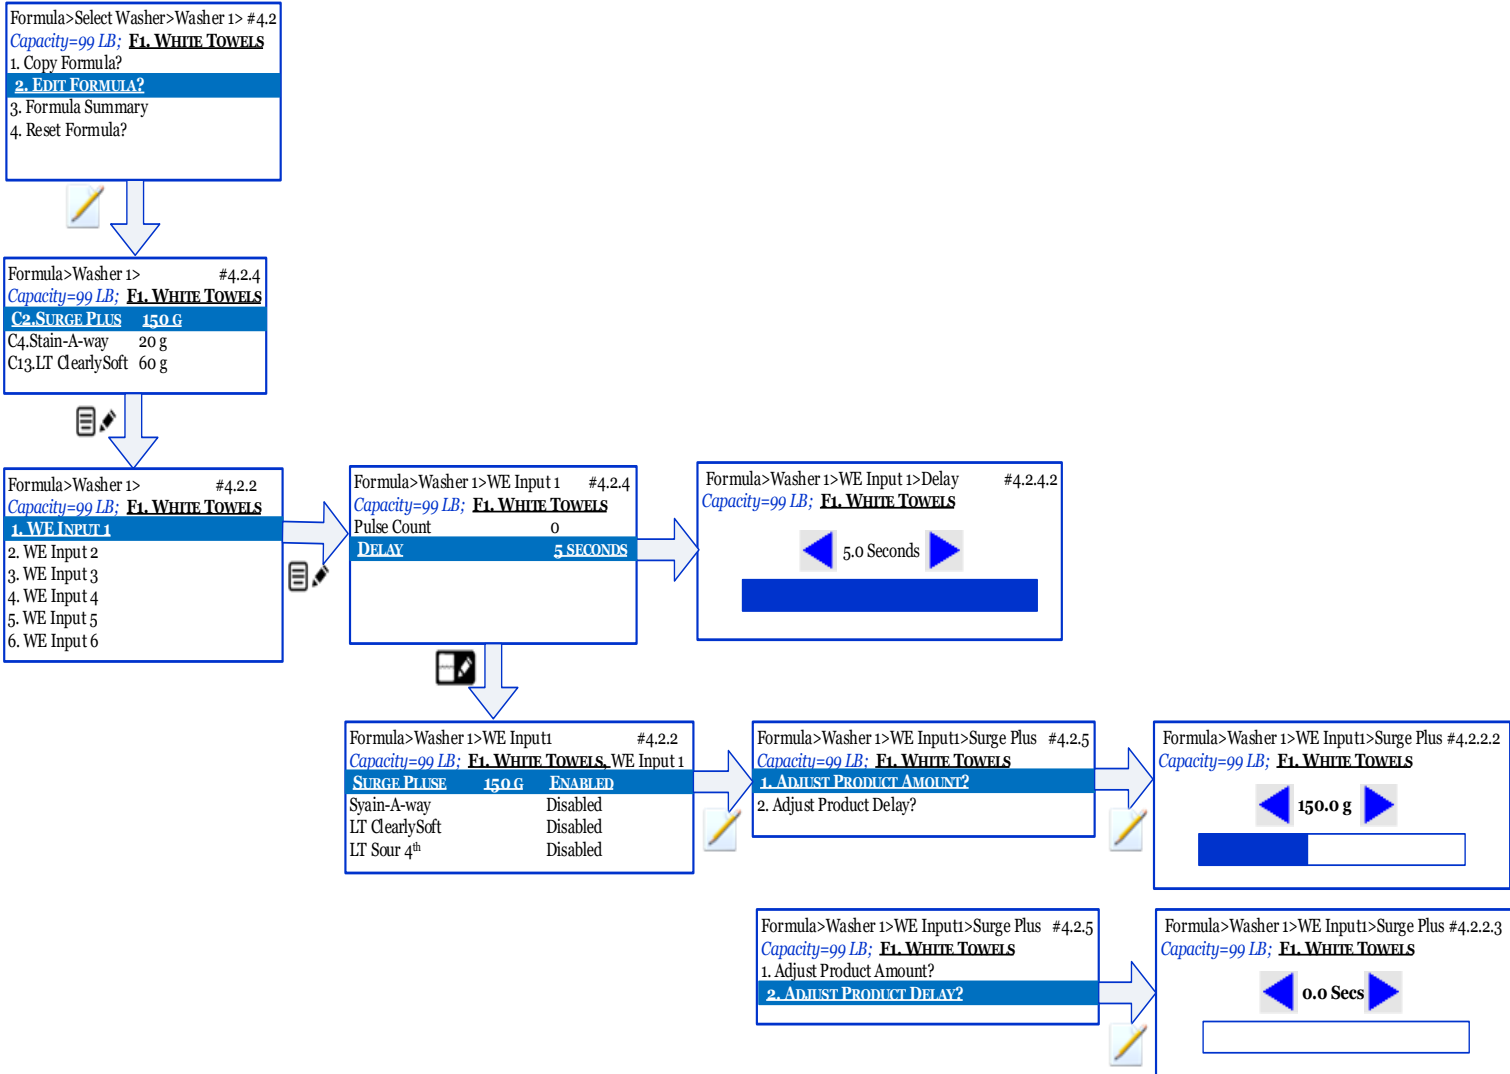 Formula>Select Washer>Washer 1> #4.2
Capacity=99 LB; F1. WHITE TOWELS
1. Copy Formula?
2. EDIT FORMULA?
3. Formula Summary
4. Reset Formula?
Formula>Washer 1> #4.2.4
Capacity=99 LB; F1. WHITE TOWELS
C2.SURGE PLUS 150 G
C4.Stain-A-way 20 g
C13.LT ClearlySoft 60 g
Formula>Washer 1> #4.2.2
Capacity=99 LB; F1. WHITE TOWELS
1. WE INPUT 1
2. WE Input 2
3. WE Input 3
4. WE Input 4
5. WE Input 5
6. WE Input 6
Formula>Washer 1>WE Input 1 #4.2.4
Capacity=99 LB; F1. WHITE TOWELS
Pulse Count 0
DELAY 5 SECONDS
Formula>Washer 1>WE Input 1>Delay #4.2.4.2
Capacity=99 LB; F1. WHITE TOWELS
5.0 Seconds
Formula>Washer 1>WE Input1 #4.2.2
Capacity=99 LB; F1. WHITE TOWELS, WE Input 1
SURGE PLUSE 150 G ENABLED
Syain-A-way Disabled
LT ClearlySoft Disabled
LT Sour 4th Disabled
Formula>Washer 1>WE Input1>Surge Plus #4.2.5
Capacity=99 LB; F1. WHITE TOWELS
1. ADJUST PRODUCT AMOUNT?
2. Adjust Product Delay?
Formula>Washer 1>WE Input1>Surge Plus #4.2.2.2
Capacity=99 LB; F1. WHITE TOWELS
150.0 g
Formula>Washer 1>WE Input1>Surge Plus #4.2.5
Capacity=99 LB; F1. WHITE TOWELS
1. Adjust Product Amount?
2. ADJUST PRODUCT DELAY?
Formula>Washer 1>WE Input1>Surge Plus #4.2.2.3
Capacity=99 LB; F1. WHITE TOWELS
0.0 Secs